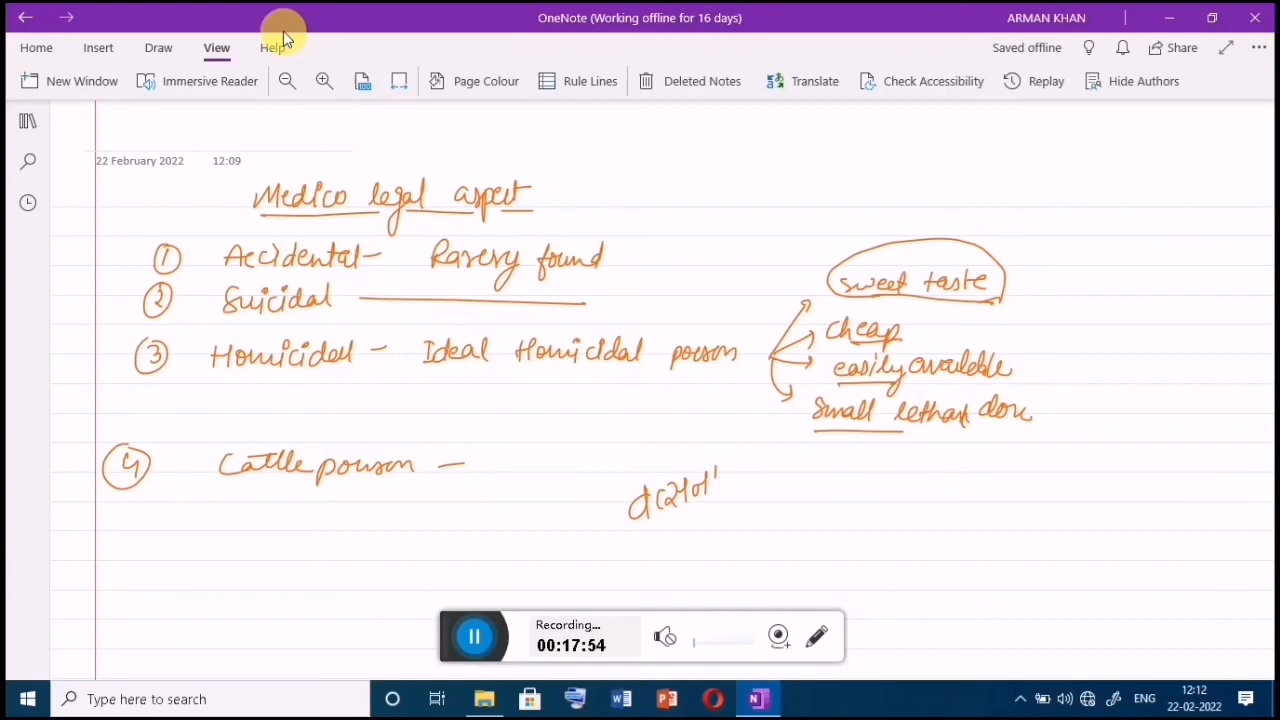 OneNote (Working offline for 16 days)
ARMAN KHAN
Home Insert Draw View Help
Saved offline Share
New Window Immersive Reader 100 Page Colour Rule Lines Deleted Notes Translate Check Accessibility Replay Hide Authors
22 February 2022 12:09
Medico legal aspect
① Accidental - Rarery found
② Suicidal
③ Homicidal - Ideal Homicidal poison
sweet taste
cheap
easily available
small lethal dose
④ Cattle poison -
Recording...
00:17:54
Type here to search
ENG
12:12
22-02-2022